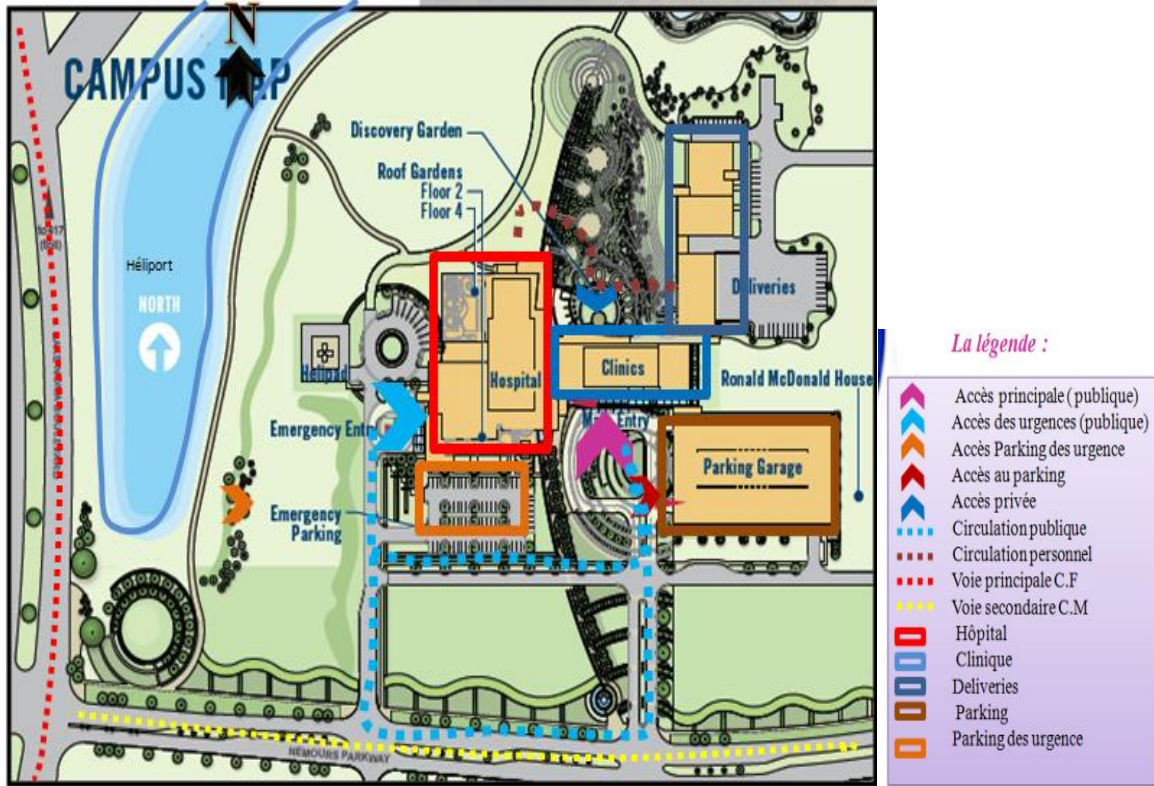 N
CAMPUS MAP
Discovery Garden
Roof Gardens
Floor 2
Floor 4
Héliport
NORTH
Helipad
Hospital
Clinics
Deliveries
Ronald McDonald House
Emergency Entry
Main Entry
Parking Garage
Emergency
Parking
NEMOURS PARKWAY
La légende :
Accès principale ( publique)
Accès des urgences (publique)
Accès Parking des urgence
Accès au parking
Accès privée
Circulation publique
Circulation personnel
Voie principale C.F
Voie secondaire C.M
Hôpital
Clinique
Deliveries
Parking
Parking des urgence